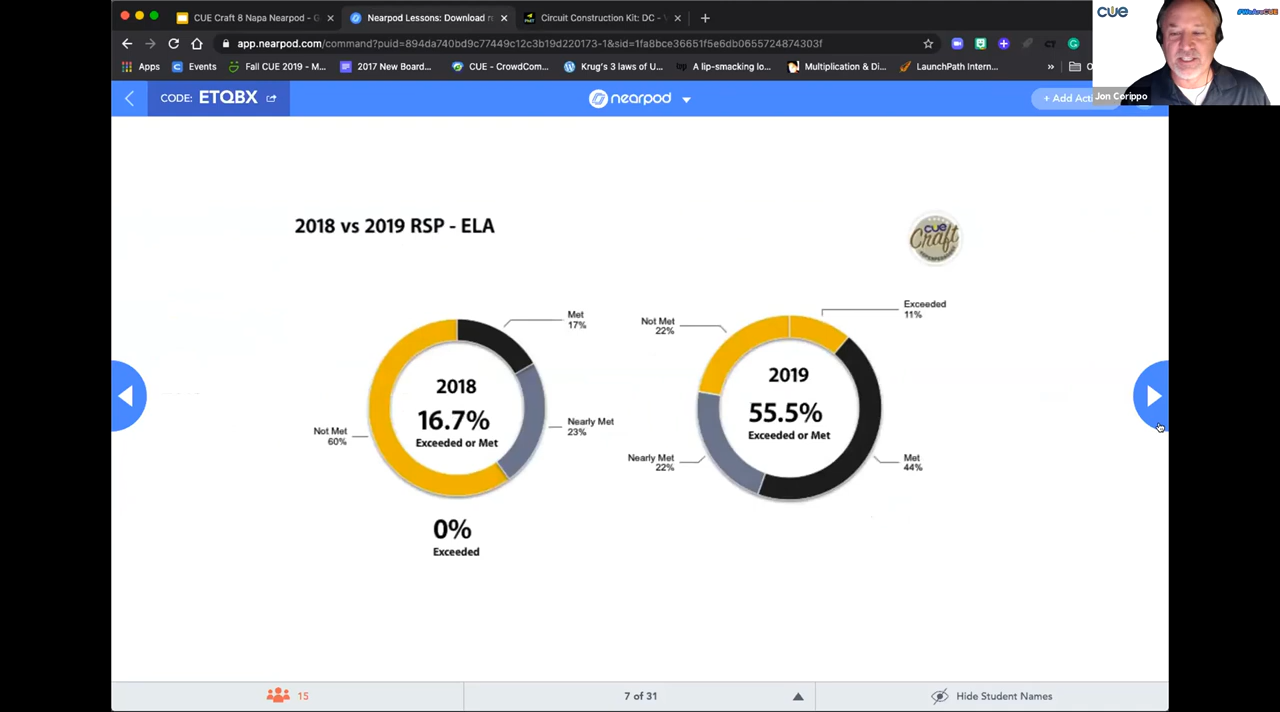 CUE Craft 8 Napa Nearpod - G
Nearpod Lessons: Download r
Circuit Construction Kit: DC -
app.nearpod.com/command?puid=894da740bd9c77449c12c3b19d220173-1&sid=1fa8bce36651f5e6db0655724874303f
Apps
Events
Fall CUE 2019 - M...
2017 New Board...
CUE - CrowdCom...
Krug's 3 laws of U...
A lip-smacking lo...
Multiplication & Di...
LaunchPath Intern...
»
O
CUE
#WeAreCUE
Jon Corippo
CODE: ETQBX
nearpod
+ Add Acti
2018 vs 2019 RSP - ELA
CUE
Craft
Met
17%
2018
16.7%
Exceeded or Met
Nearly Met
23%
Not Met
60%
0%
Exceeded
Exceeded
11%
Not Met
22%
2019
55.5%
Exceeded or Met
Nearly Met
22%
Met
44%
15
7 of 31
Hide Student Names